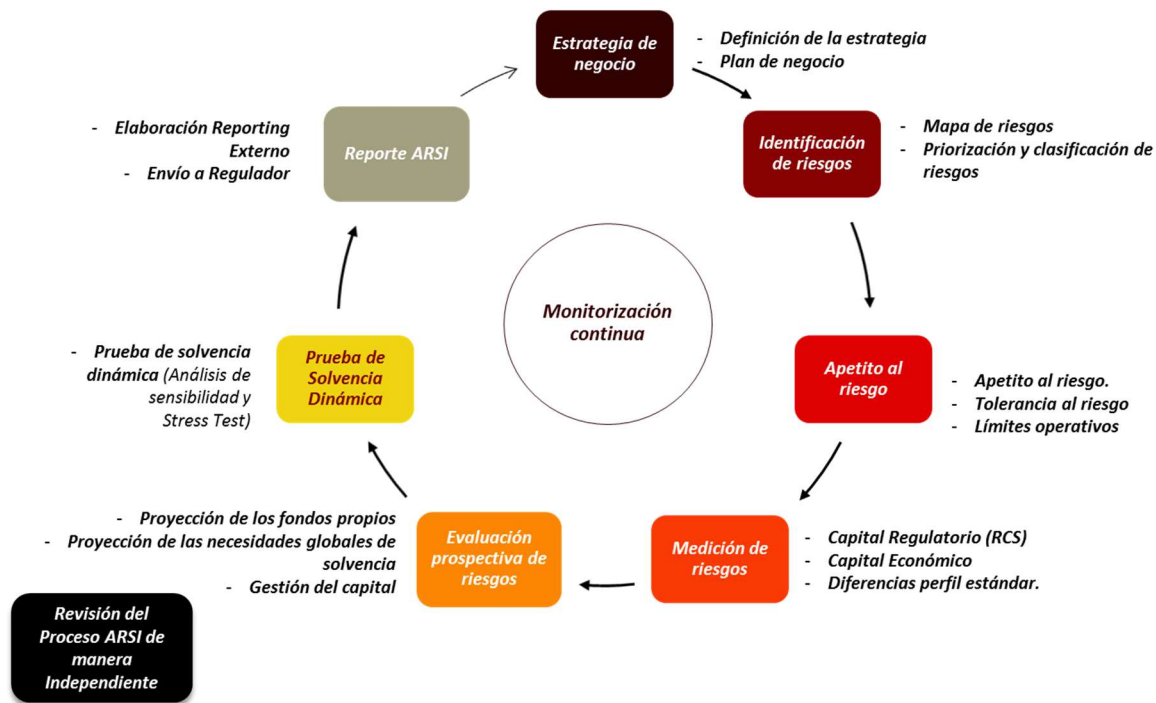 Estrategia de
negocio
- Definición de la estrategia
- Plan de negocio
Identificación
de riesgos
- Mapa de riesgos
- Priorización y clasificación de
riesgos
Apetito al
riesgo
- Apetito al riesgo.
- Tolerancia al riesgo
- Límites operativos
Medición de
riesgos
- Capital Regulatorio (RCS)
- Capital Económico
- Diferencias perfil estándar.
Evaluación
prospectiva de
riesgos
- Proyección de los fondos propios
- Proyección de las necesidades globales de
solvencia
- Gestión del capital
Prueba de
Solvencia
Dinámica
- Prueba de solvencia
dinámica (Análisis de
sensibilidad y
Stress Test)
Reporte ARSI
- Elaboración Reporting
Externo
- Envío a Regulador
Monitorización
continua
Revisión del
Proceso ARSI de
manera
Independiente